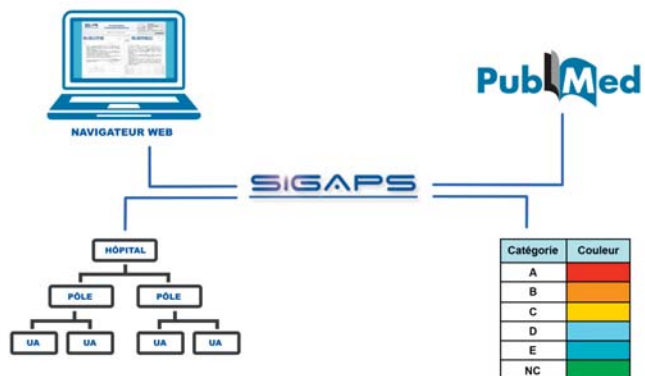 PubMed
NAVIGATEUR WEB
SIGAPS
HÔPITAL
PÔLE PÔLE
UA UA UA UA
Catégorie Couleur
A
B
C
D
E
NC